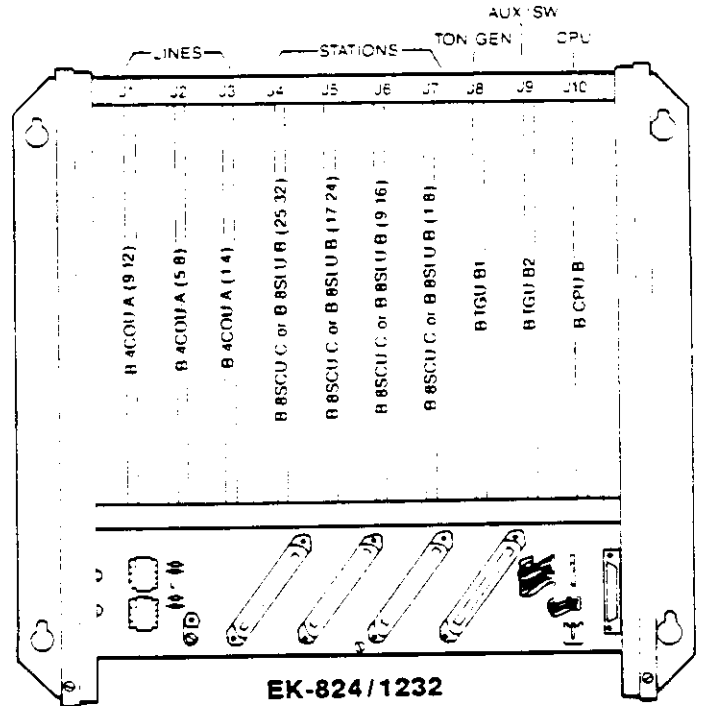 AUX SW
LINES STATIONS TON GEN CPU
J1 J2 J3 J4 J5 J6 J7 J8 J9 J10
B 4COU A (9 12)
B 4COU A (5 8)
B 4COU A (1 4)
B 8SCU C or B 8SLU B (25 32)
B 8SCU C or B 8SLU B (17 24)
B 8SCU C or B 8SLU B (9 16)
B 8SCU C or B 8SLU B (1 8)
B TGU B1
B TGU B2
B CPU B
EK-824/1232